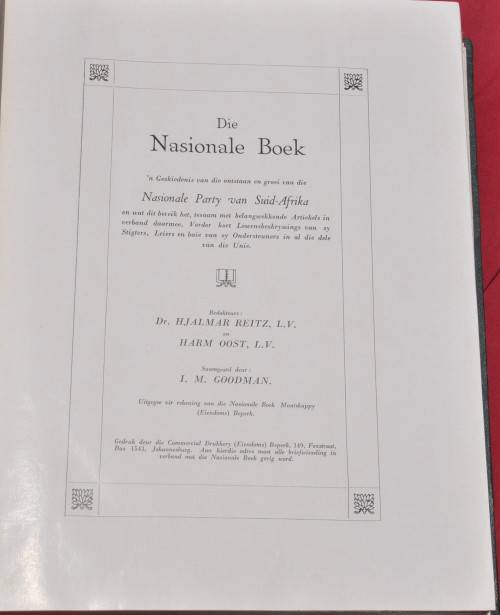 Die
Nasionale Boek
'n Geskiedenis van die ontstaan en groei van die
Nasionale Party van Suid-Afrika
en wat dit bereik het, tesaam met belangwekkende Artiekels in
verband daarmee. Verder kort Lewensbeskrywings van sy
Stigters, Leiers en baie van sy Ondersteuners in al die dele
van die Unie.
Redakteurs:
Dr. HJALMAR REITZ, L.V.
en
HARM OOST, L.V.
Saamgestel deur:
I. M. GOODMAN.
Uitgegee vir rekening van die Nasionale Boek Maatskappy
(Eiendoms) Beperk.
Gedruk deur die Commercial Drukkery (Eiendoms) Beperk, 149, Foxstraat,
Bus 1543, Johannesburg. Aan hierdie adres moet alle briefwisseling in
verband met die Nasionale Boek gerig word.